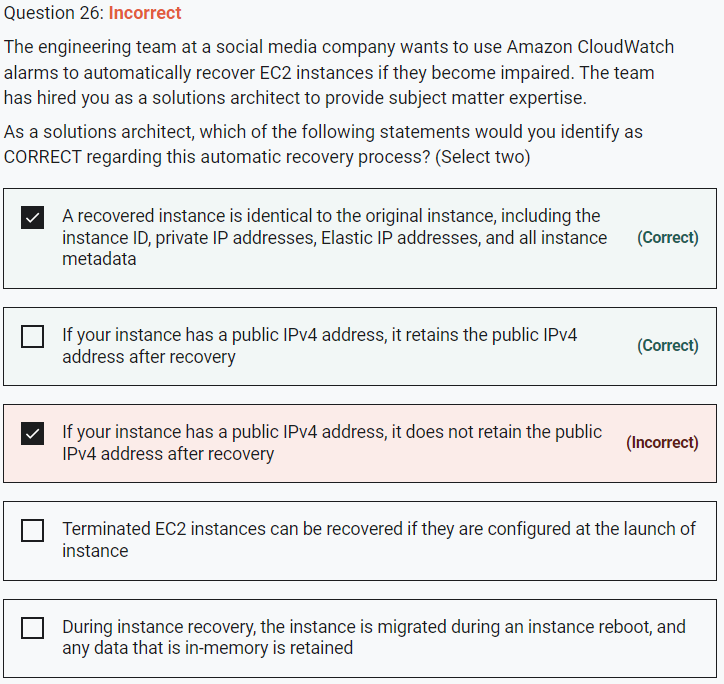 Question 26: Incorrect
The engineering team at a social media company wants to use Amazon CloudWatch
alarms to automatically recover EC2 instances if they become impaired. The team
has hired you as a solutions architect to provide subject matter expertise.
As a solutions architect, which of the following statements would you identify as
CORRECT regarding this automatic recovery process? (Select two)
A recovered instance is identical to the original instance, including the
instance ID, private IP addresses, Elastic IP addresses, and all instance
metadata
(Correct)
If your instance has a public IPv4 address, it retains the public IPv4
address after recovery
(Correct)
If your instance has a public IPv4 address, it does not retain the public
IPv4 address after recovery
(Incorrect)
Terminated EC2 instances can be recovered if they are configured at the launch of
instance
During instance recovery, the instance is migrated during an instance reboot, and
any data that is in-memory is retained